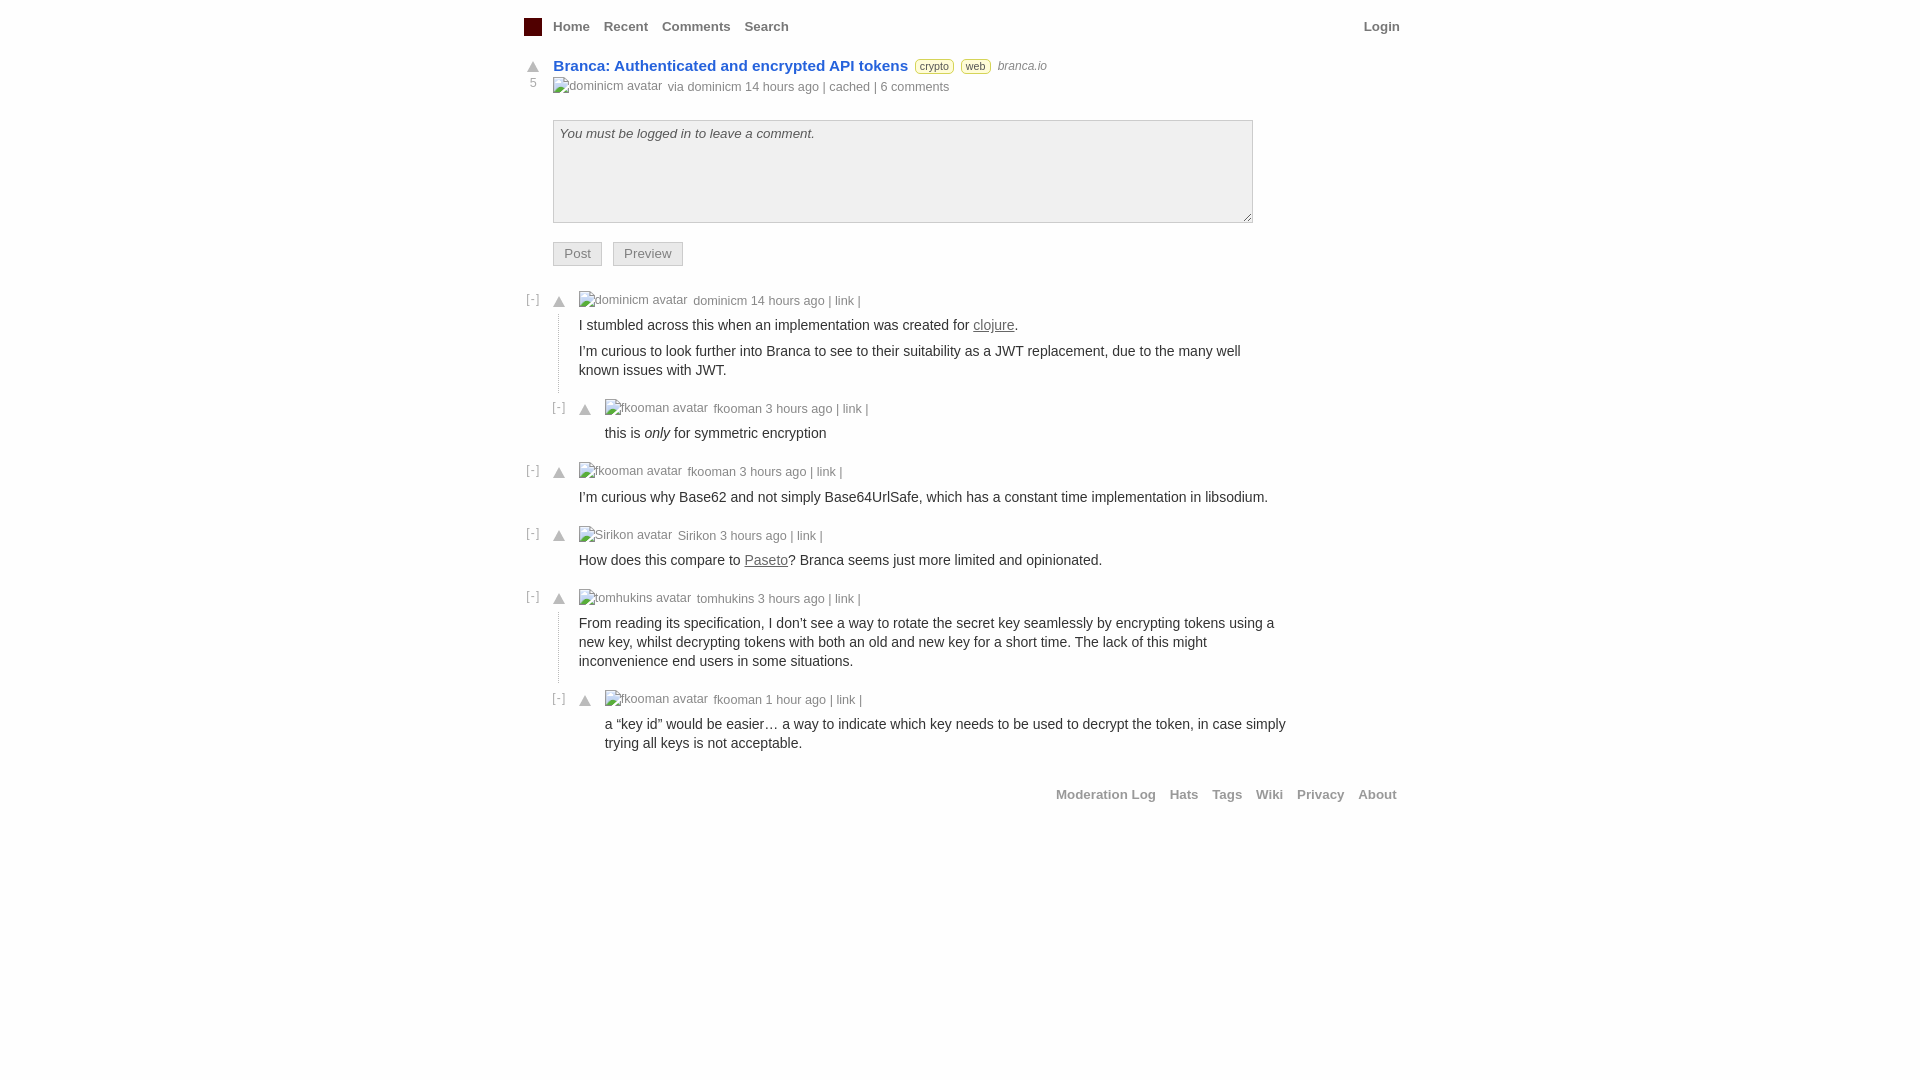 Home Recent Comments Search Login
Branca: Authenticated and encrypted API tokens crypto web branca.io
5
dominicm avatar via dominicm 14 hours ago | cached | 6 comments
You must be logged in to leave a comment.
Post Preview
[-] dominicm avatar dominicm 14 hours ago | link |
I stumbled across this when an implementation was created for clojure.
I’m curious to look further into Branca to see to their suitability as a JWT replacement, due to the many well
known issues with JWT.
[-] fkooman avatar fkooman 3 hours ago | link |
this is only for symmetric encryption
[-] fkooman avatar fkooman 3 hours ago | link |
I’m curious why Base62 and not simply Base64UrlSafe, which has a constant time implementation in libsodium.
[-] Sirikon avatar Sirikon 3 hours ago | link |
How does this compare to Paseto? Branca seems just more limited and opinionated.
[-] tomhukins avatar tomhukins 3 hours ago | link |
From reading its specification, I don’t see a way to rotate the secret key seamlessly by encrypting tokens using a
new key, whilst decrypting tokens with both an old and new key for a short time. The lack of this might
inconvenience end users in some situations.
[-] fkooman avatar fkooman 1 hour ago | link |
a “key id” would be easier… a way to indicate which key needs to be used to decrypt the token, in case simply
trying all keys is not acceptable.
Moderation Log Hats Tags Wiki Privacy About